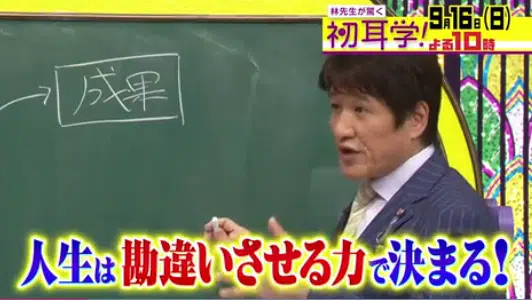 林先生が驚く
初耳学!
9月16日(日)
よる10時
成果
人生は勘違いさせる力で決まる!